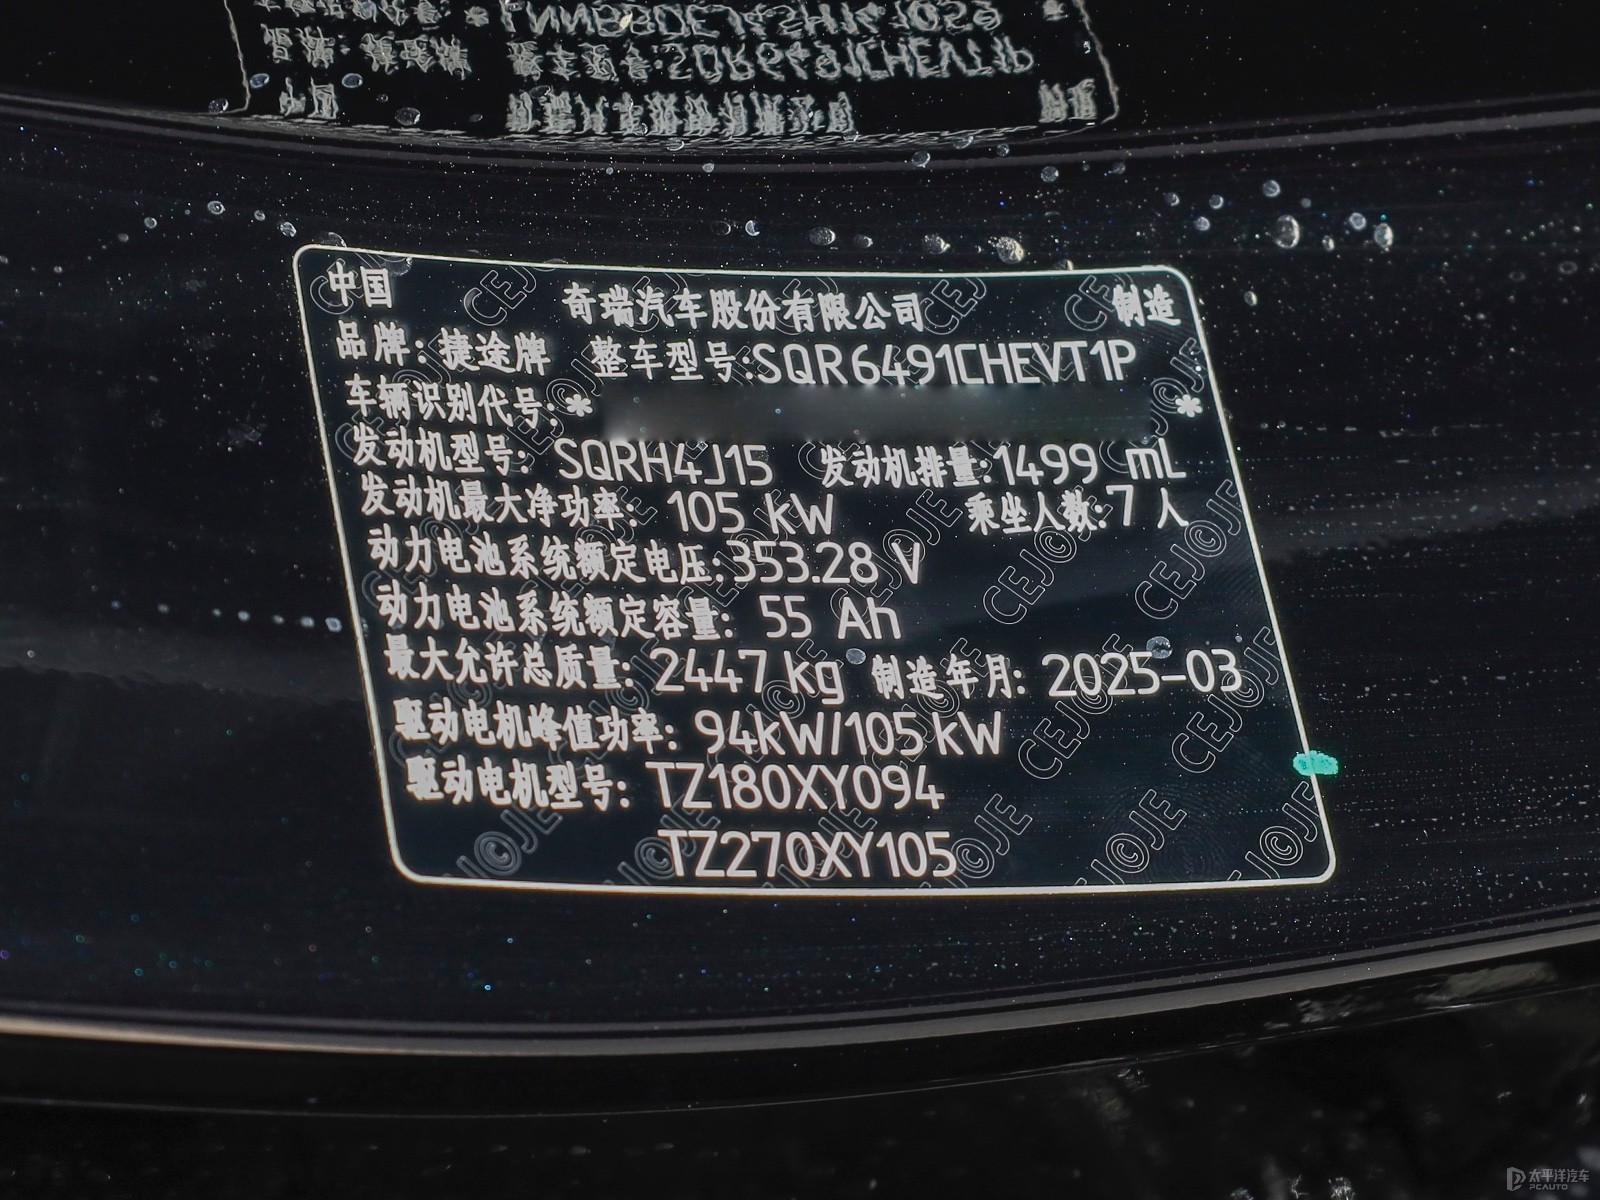 中国 奇瑞汽车股份有限公司 制造
品牌：捷途牌 整车型号:SQR6491CHEVT1P
车辆识别代号:* *
发动机型号: SQRH4J15 发动机排量:1499 mL
发动机最大净功率: 105 kW 乘坐人数:7 人
动力电池系统额定电压:353.28 V
动力电池系统额定容量: 55 Ah
最大允许总质量: 2447 kg 制造年月: 2025-03
驱动电机峰值功率: 94kW/105kW
驱动电机型号: TZ180XY094
TZ270XY105
太平洋汽车
PCAUTO